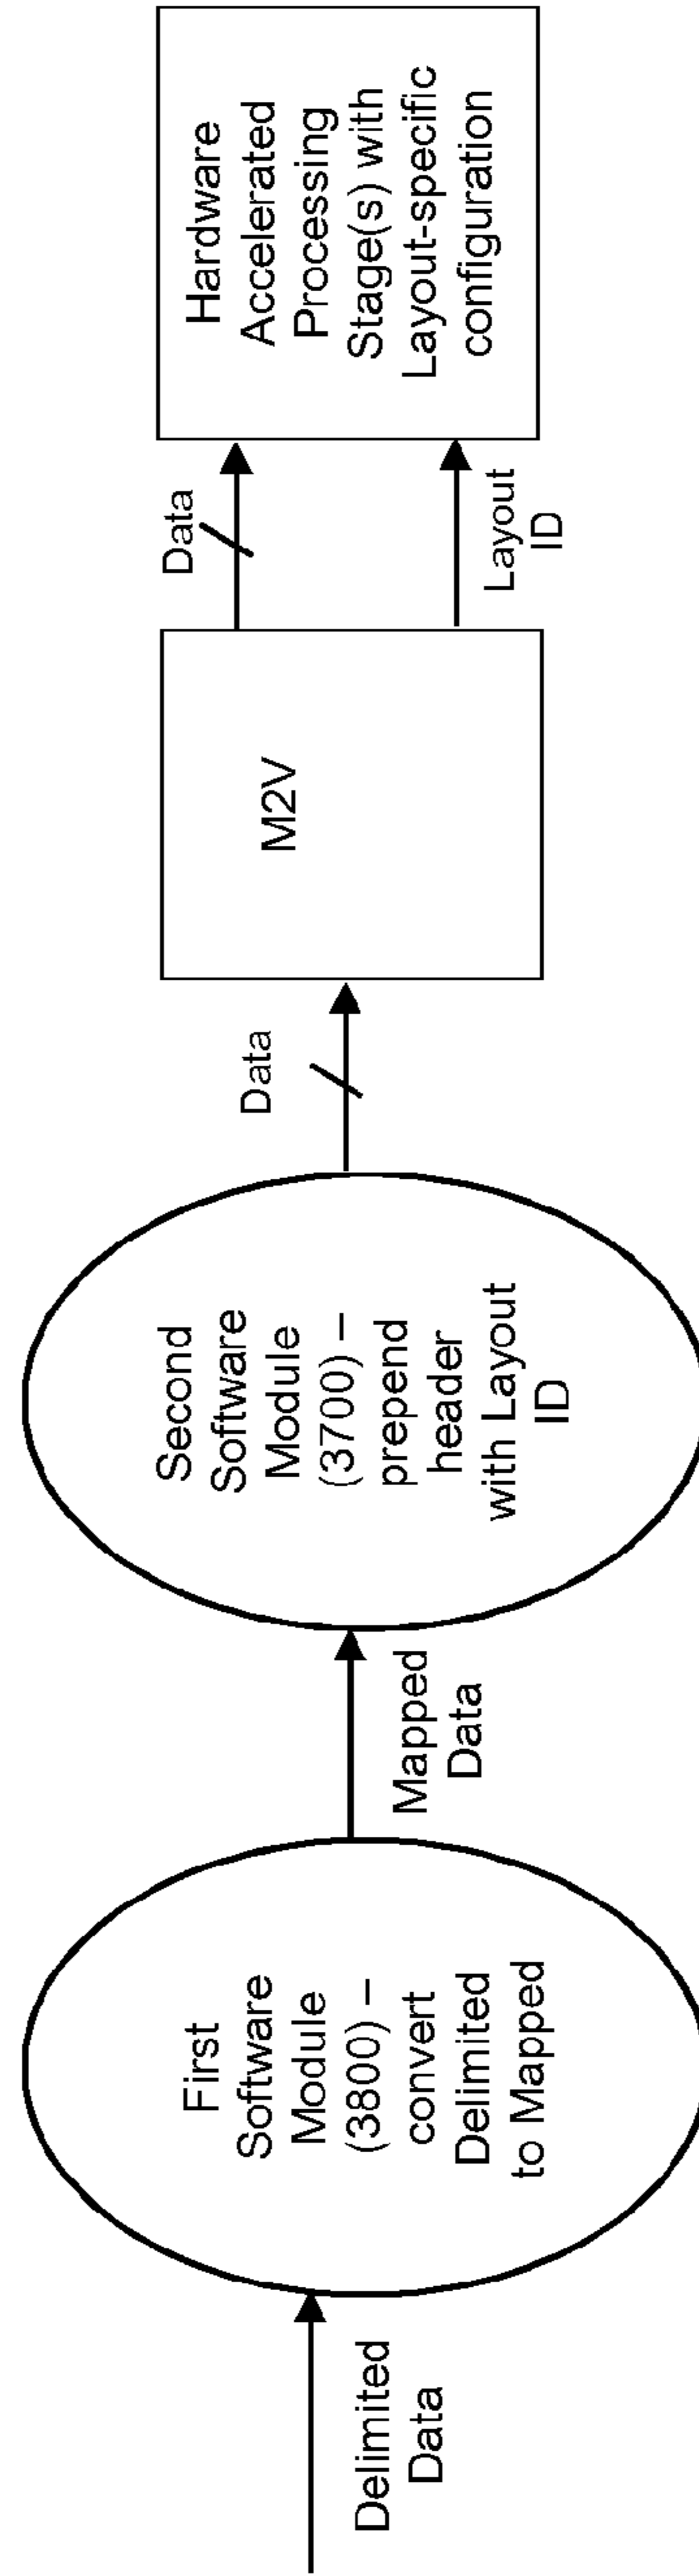 Delimited
Data
First
Software
Module
(3800) –
convert
Delimited
to Mapped
Mapped
Data
Second
Software
Module
(3700) –
prepend
header
with Layout
ID
Data
M2V
Data
Layout
ID
Hardware
Accelerated
Processing
Stage(s) with
Layout-specific
configuration